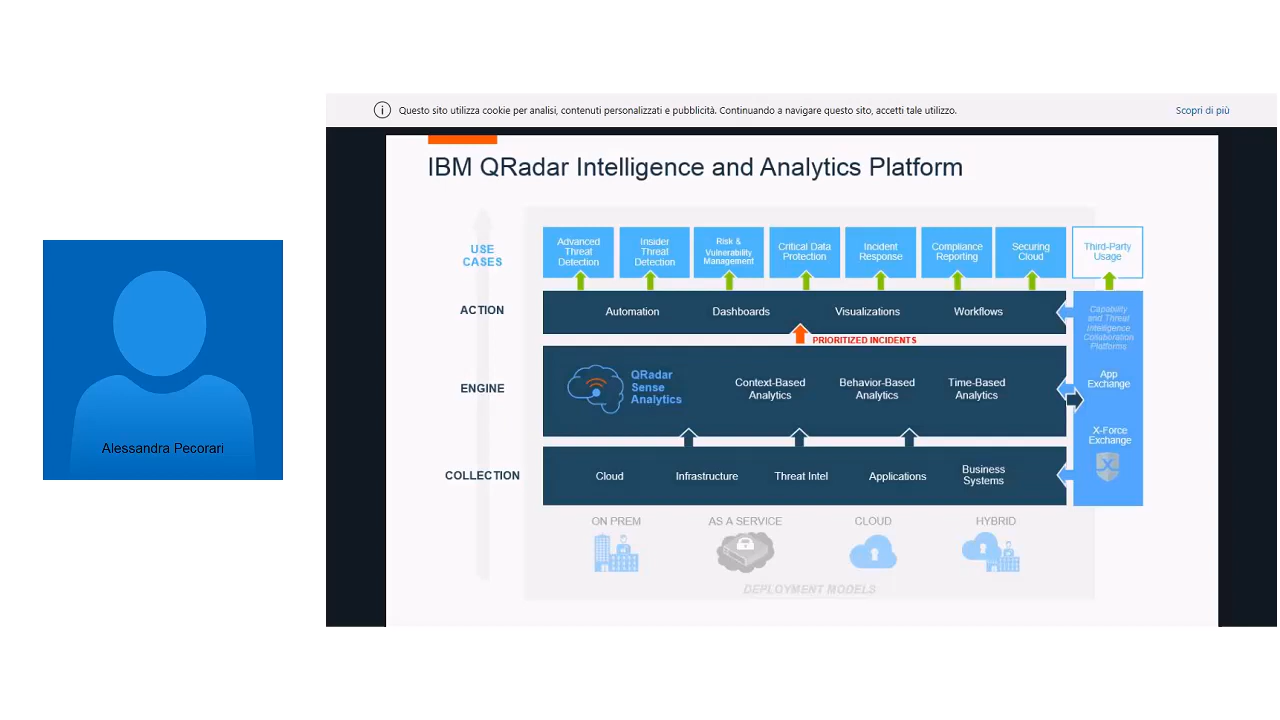 Questo sito utilizza cookie per analisi, contenuti personalizzati e pubblicità. Continuando a navigare questo sito, accetti tale utilizzo.
Scopri di più
IBM QRadar Intelligence and Analytics Platform
USE
CASES
Advanced
Threat
Detection
Insider
Threat
Detection
Risk &
Vulnerability
Management
Critical Data
Protection
Incident
Response
Compliance
Reporting
Securing
Cloud
Third-Party
Usage
ACTION
Automation
Dashboards
Visualizations
Workflows
Capability
and Threat
Intelligence
Collaboration
Platforms
PRIORITIZED INCIDENTS
ENGINE
QRadar
Sense
Analytics
Context-Based
Analytics
Behavior-Based
Analytics
Time-Based
Analytics
App
Exchange
X-Force
Exchange
X
COLLECTION
Cloud
Infrastructure
Threat Intel
Applications
Business
Systems
ON PREM
AS A SERVICE
CLOUD
HYBRID
DEPLOYMENT MODELS
Alessandra Pecorari